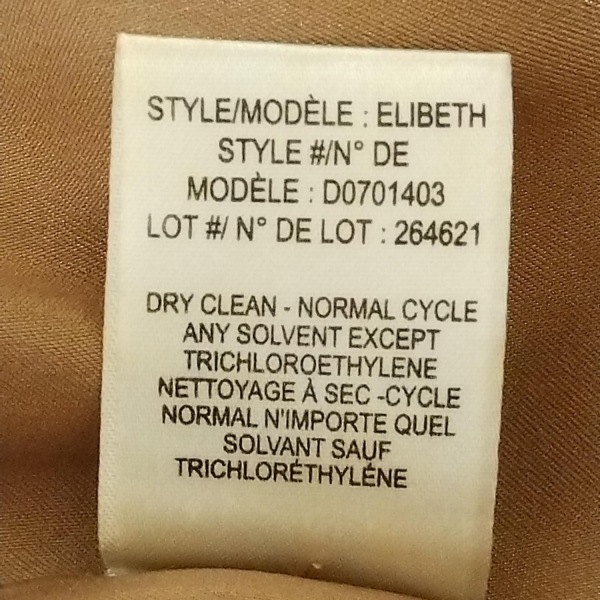 STYLE/MODÈLE : ELIBETH
STYLE #/N° DE
MODÈLE : D0701403
LOT #/ N° DE LOT : 264621
DRY CLEAN - NORMAL CYCLE
ANY SOLVENT EXCEPT
TRICHLOROETHYLENE
NETTOYAGE À SEC -CYCLE
NORMAL N'IMPORTE QUEL
SOLVANT SAUF
TRICHLORÉTHYLÉNE